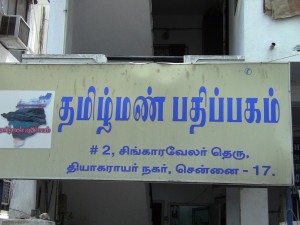 தமிழ்மண் பதிப்பகம்
# 2, சிங்காரவேலர் தெரு,
தியாகராயர் நகர், சென்னை - 17.